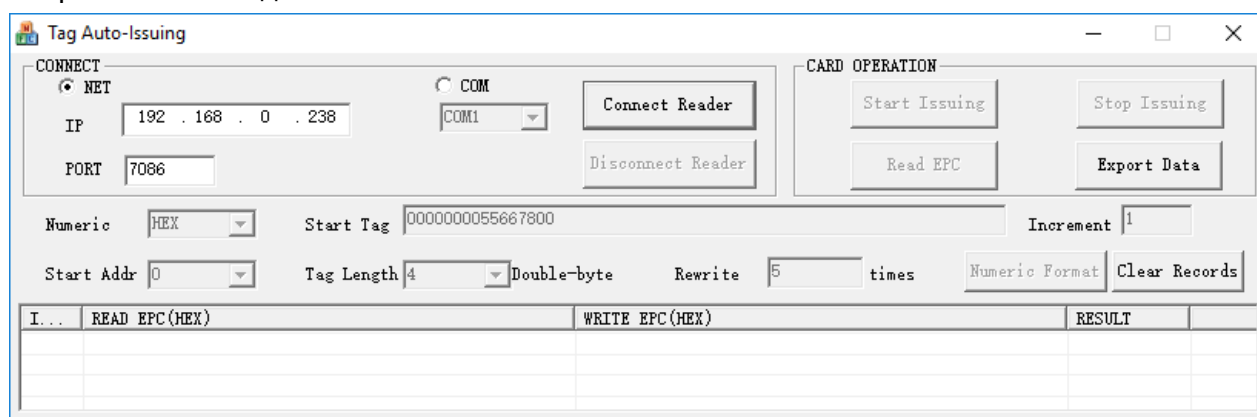 Tag Auto-Issuing
CONNECT
NET
COM
IP 192 . 168 . 0 . 238
COM1
Connect Reader
PORT 7086
Disconnect Reader
CARD OPERATION
Start Issuing
Stop Issuing
Read EPC
Export Data
Numeric HEX Start Tag 0000000055667800 Increment 1
Start Addr 0 Tag Length 4 Double-byte Rewrite 5 times Numeric Format Clear Records
I... READ EPC(HEX) WRITE EPC(HEX) RESULT